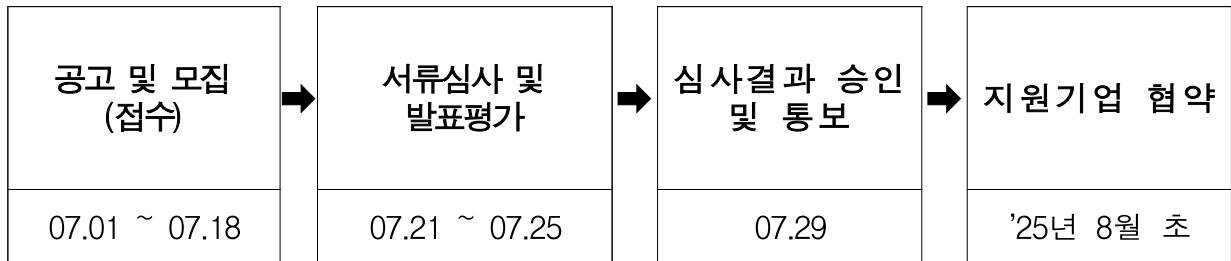 공고 및 모집
(접수)
서류심사 및
발표평가
심사결과 승인
및 통보
지원기업 협약
07.01 ~ 07.18
07.21 ~ 07.25
07.29
'25년 8월 초